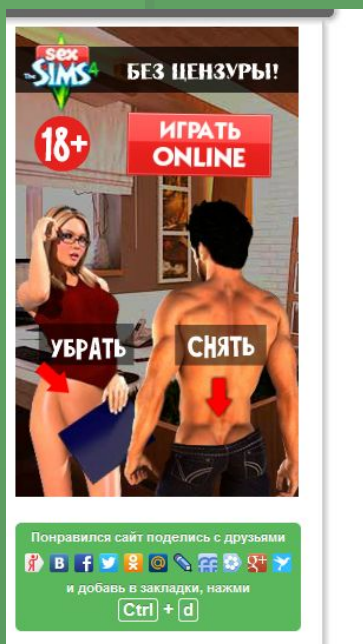 sex
THE SIMS 4
БЕЗ ЦЕНЗУРЫ!
18+
ИГРАТЬ
ONLINE
УБРАТЬ
СНЯТЬ
Понравился сайт поделись с друзьями
и добавь в закладки, нажми
Ctrl + d